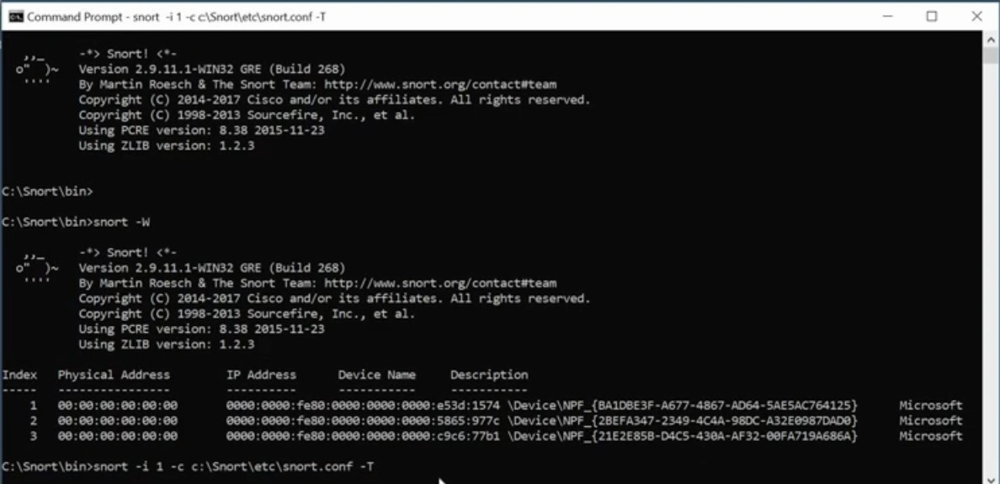 Command Prompt - snort -i 1 -c c:\Snort\etc\snort.conf -T
,,_     -*> Snort! <*-
o"  )~   Version 2.9.11.1-WIN32 GRE (Build 268)
''''    By Martin Roesch & The Snort Team: http://www.snort.org/contact#team
Copyright (C) 2014-2017 Cisco and/or its affiliates. All rights reserved.
Copyright (C) 1998-2013 Sourcefire, Inc., et al.
Using PCRE version: 8.38 2015-11-23
Using ZLIB version: 1.2.3
C:\Snort\bin>
C:\Snort\bin>snort -W
,,_     -*> Snort! <*-
o"  )~   Version 2.9.11.1-WIN32 GRE (Build 268)
''''    By Martin Roesch & The Snort Team: http://www.snort.org/contact#team
Copyright (C) 2014-2017 Cisco and/or its affiliates. All rights reserved.
Copyright (C) 1998-2013 Sourcefire, Inc., et al.
Using PCRE version: 8.38 2015-11-23
Using ZLIB version: 1.2.3
Index   Physical Address        IP Address      Device Name     Description
-----   ----------------        ----------      -----------     -----------
1   00:00:00:00:00:00       0000:0000:fe80:0000:0000:0000:e53d:1574 \Device\NPF_{BA1DBE3F-A677-4867-AD64-5AE5AC764125}      Microsoft
2   00:00:00:00:00:00       0000:0000:fe80:0000:0000:0000:5865:977c \Device\NPF_{2BEFA347-2349-4C4A-98DC-A32E0987DAD0}      Microsoft
3   00:00:00:00:00:00       0000:0000:fe80:0000:0000:0000:c9c6:77b1 \Device\NPF_{21E2E85B-D4C5-430A-AF32-00FA719A686A}      Microsoft
C:\Snort\bin>snort -i 1 -c c:\Snort\etc\snort.conf -T